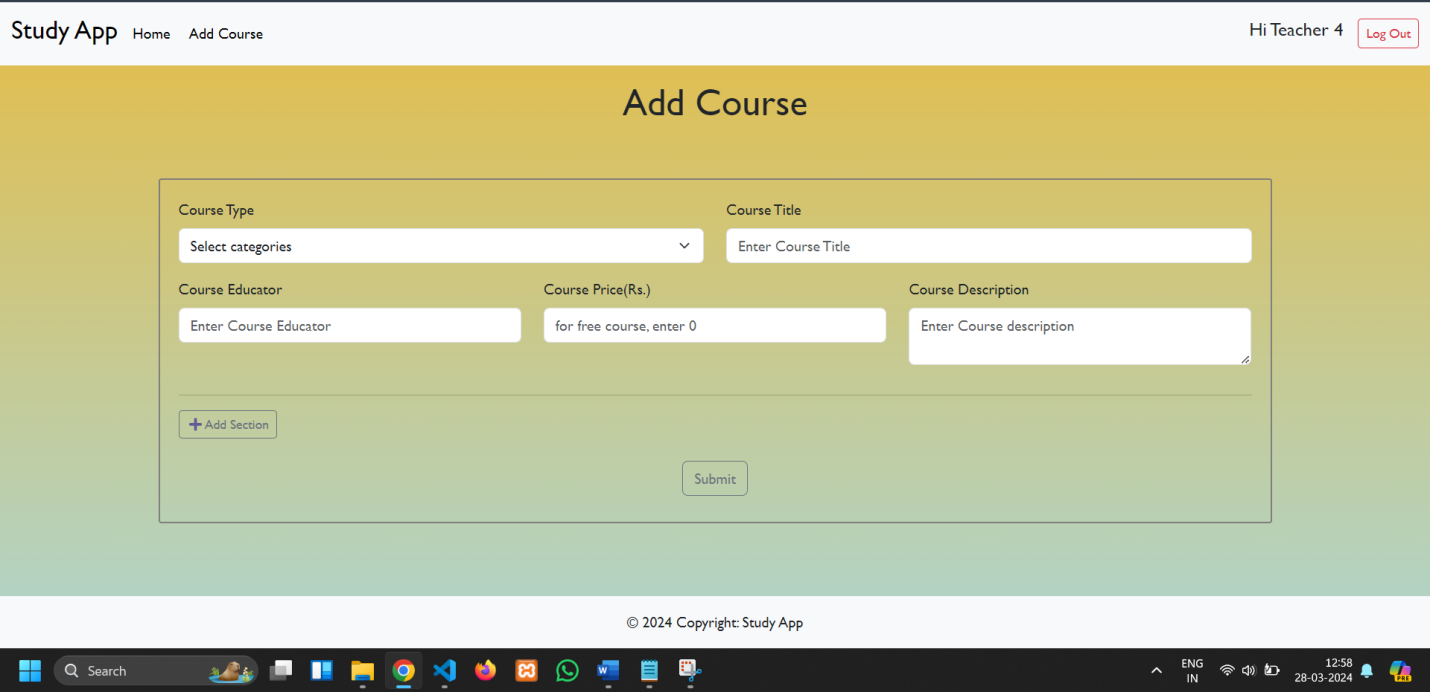 Study App Home Add Course Hi Teacher 4 Log Out
Add Course
Course Type Course Title
Select categories Enter Course Title
Course Educator Course Price(Rs.) Course Description
Enter Course Educator for free course, enter 0 Enter Course description
Add Section
Submit
© 2024 Copyright: Study App
Search ENG 12:58
IN 28-03-2024
W PRE